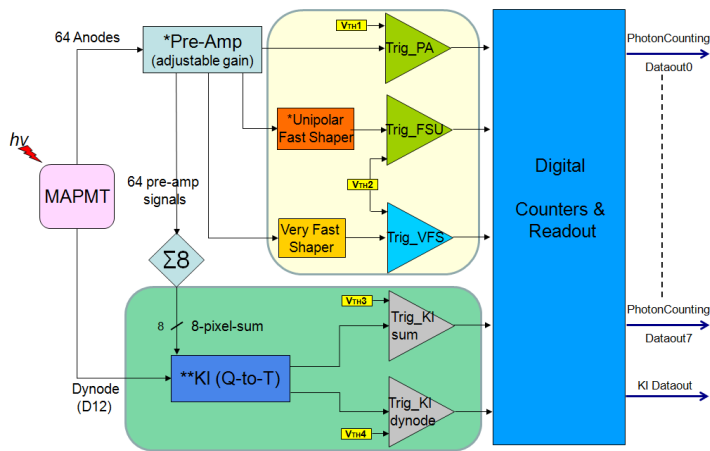 64 Anodes
*Pre-Amp
(adjustable gain)
VTH1
Trig_PA
PhotonCounting
Dataout0
*Unipolar
Fast Shaper
Trig_FSU
hν
MAPMT
64 pre-amp
signals
VTH2
Digital
Counters &
Readout
Very Fast
Shaper
Trig_VFS
Σ8
8
8-pixel-sum
VTH3
Trig_KI
sum
PhotonCounting
Dataout7
**KI (Q-to-T)
Dynode
(D12)
Trig_KI
dynode
VTH4
KI Dataout